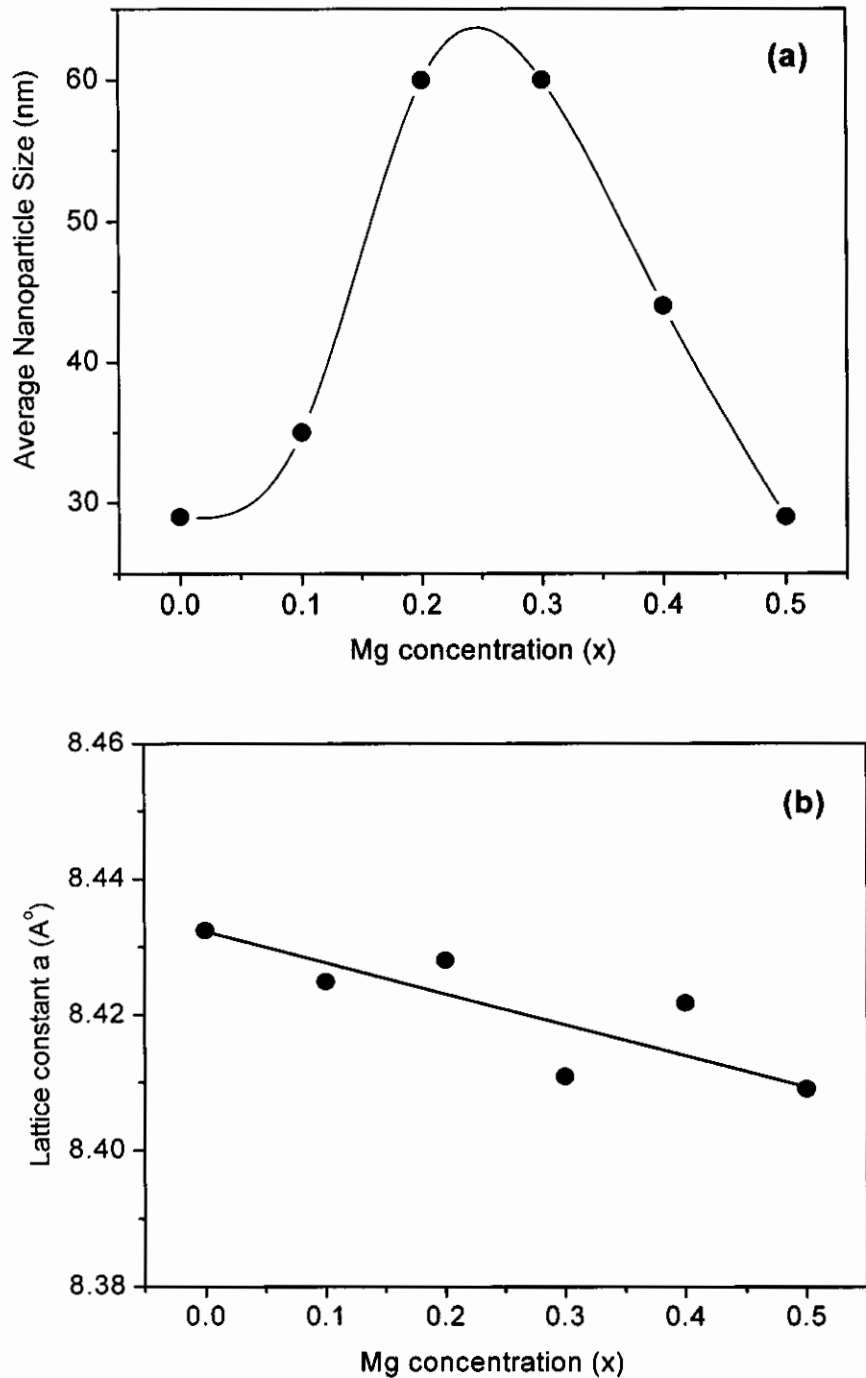 (a)
Average Nanoparticle Size (nm)
60
50
40
30
0.0 0.1 0.2 0.3 0.4 0.5
Mg concentration (x)
(b)
Lattice constant a (A°)
8.46
8.44
8.42
8.40
8.38
0.0 0.1 0.2 0.3 0.4 0.5
Mg concentration (x)